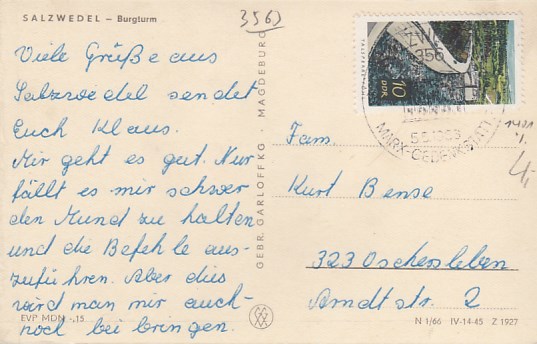 SALZWEDEL – Burgturm
3563
Viele Grüße aus
Salzwedel sendet
Euch Klaus.
Mir geht es gut. Nur
fällt es mir schwer
den Mund zu halten
und die Befehle aus-
zuführen. Aber dies
wird man mir auch
noch bei bringen.
EVP MDN -,15
GEBR. GARLOFF KG · MAGDEBURG
10
DDR
356
MARX-GEDENKSTÄTTE
Fam.
Kurt Bense
323 Oschersleben
Arndtstr. 2
N 1/66 IV-14-45 Z 1927